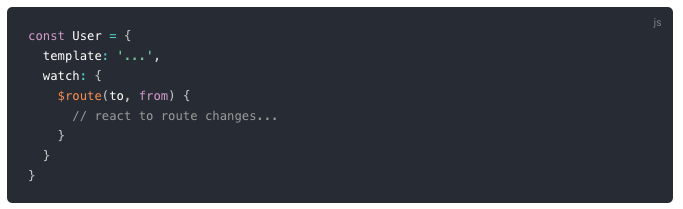 js
const User = {
  template: '...',
  watch: {
    $route(to, from) {
      // react to route changes...
    }
  }
}